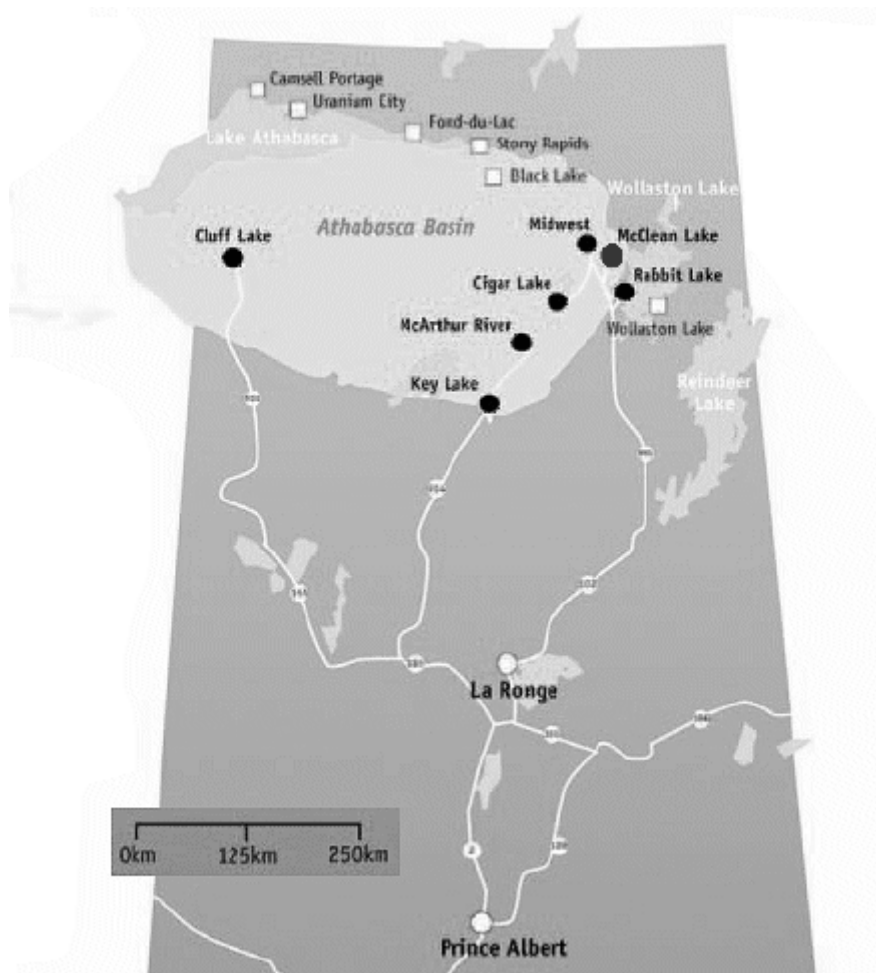 Camsell Portage
Uranium City
Fond-du-Lac
Lake Athabasca
Stony Rapids
Black Lake
Wollaston Lake
Athabasca Basin
Midwest
Cluff Lake
McClean Lake
Rabbit Lake
Cigar Lake
McArthur River
Wollaston Lake
Key Lake
Reindeer
Lake
La Ronge
2
0km
125km
250km
Prince Albert